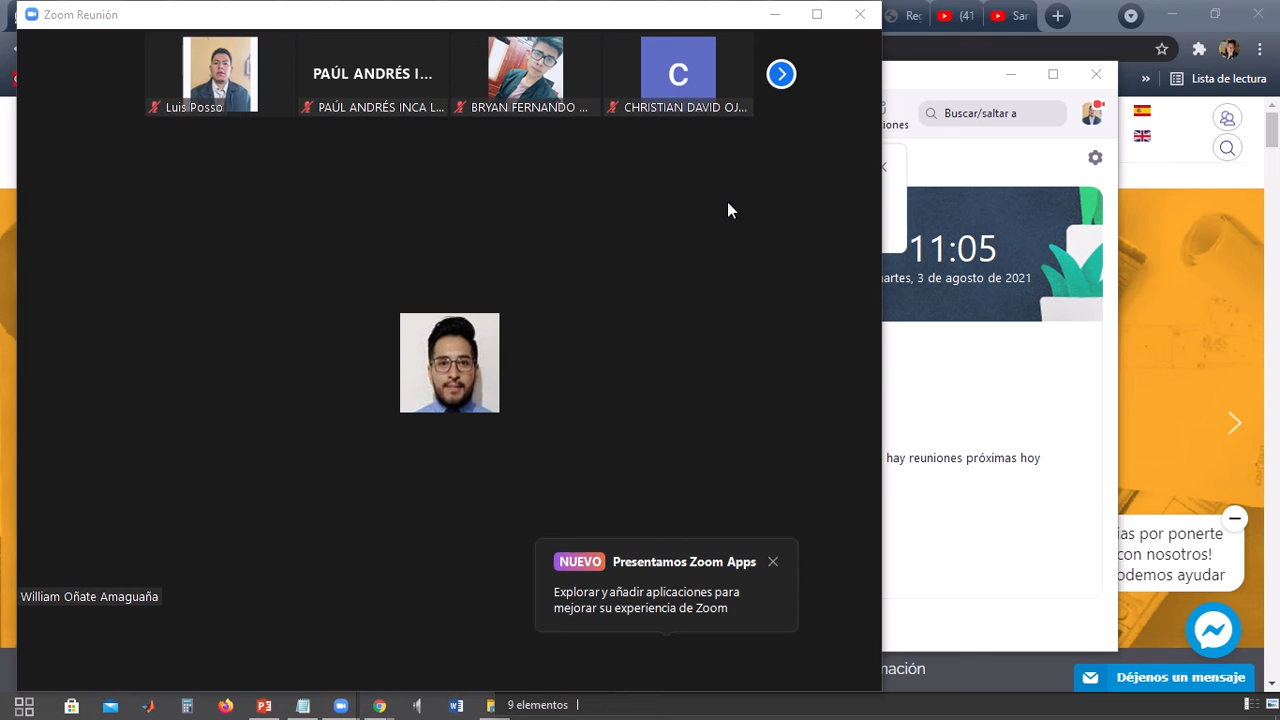 Zoom Reunión
Luis Posso
PAÚL ANDRÉS I...
PAÚL ANDRÉS INCA L...
BRYAN FERNANDO ...
C
CHRISTIAN DAVID OJ...
William Oñate Amaguaña
NUEVO Presentamos Zoom Apps
Explorar y añadir aplicaciones para
mejorar su experiencia de Zoom
Reg
(41
Sar
Lista de lectura
iones
Buscar/saltar a
11:05
artes, 3 de agosto de 2021
hay reuniones próximas hoy
ias por ponerte
con nosotros!
odemos ayudar
mación
Déjenos un mensaje
9 elementos